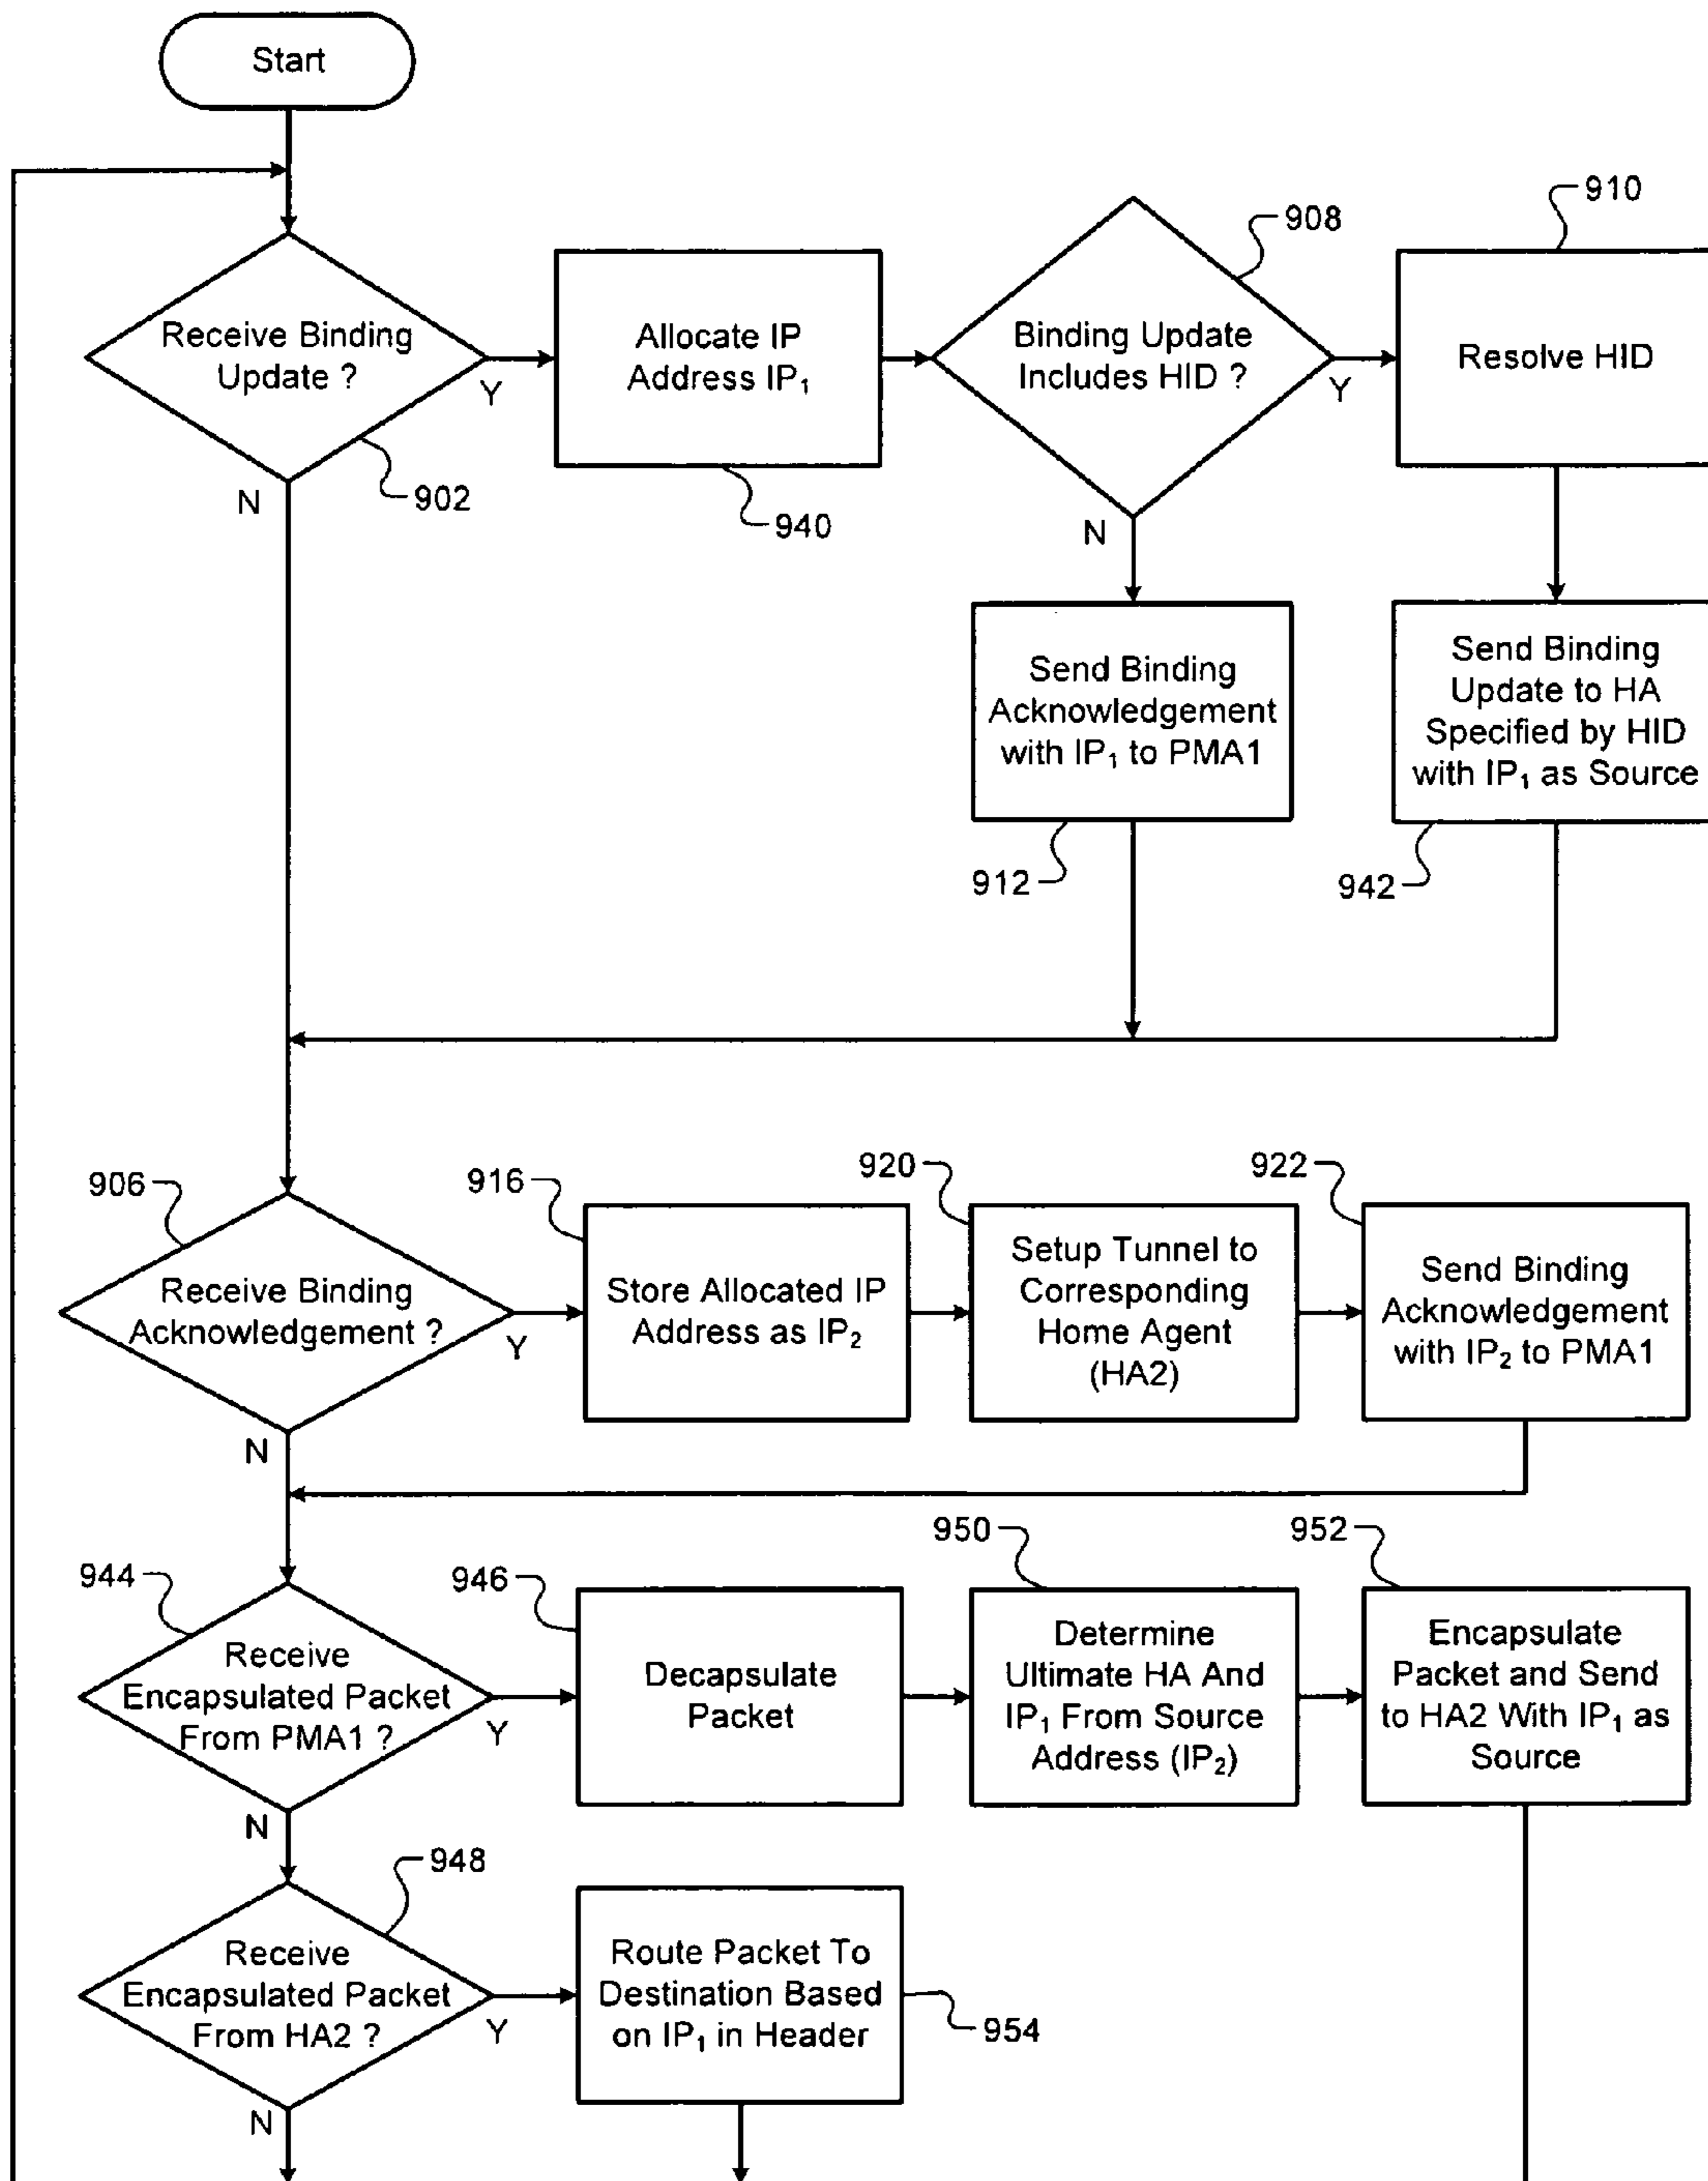 Start
Receive Binding
Update ?
Y
N
902
Allocate IP
Address IP₁
940
Binding Update
Includes HID ?
908
Y
N
Resolve HID
910
Send Binding
Acknowledgement
with IP₁ to PMA1
912
Send Binding
Update to HA
Specified by HID
with IP₁ as Source
942
906
Receive Binding
Acknowledgement ?
Y
N
916
Store Allocated IP
Address as IP₂
920
Setup Tunnel to
Corresponding
Home Agent
(HA2)
922
Send Binding
Acknowledgement
with IP₂ to PMA1
944
Receive
Encapsulated Packet
From PMA1 ?
Y
N
946
Decapsulate
Packet
950
Determine
Ultimate HA And
IP₁ From Source
Address (IP₂)
952
Encapsulate
Packet and Send
to HA2 With IP₁ as
Source
948
Receive
Encapsulated Packet
From HA2 ?
Y
N
Route Packet To
Destination Based
on IP₁ in Header
954